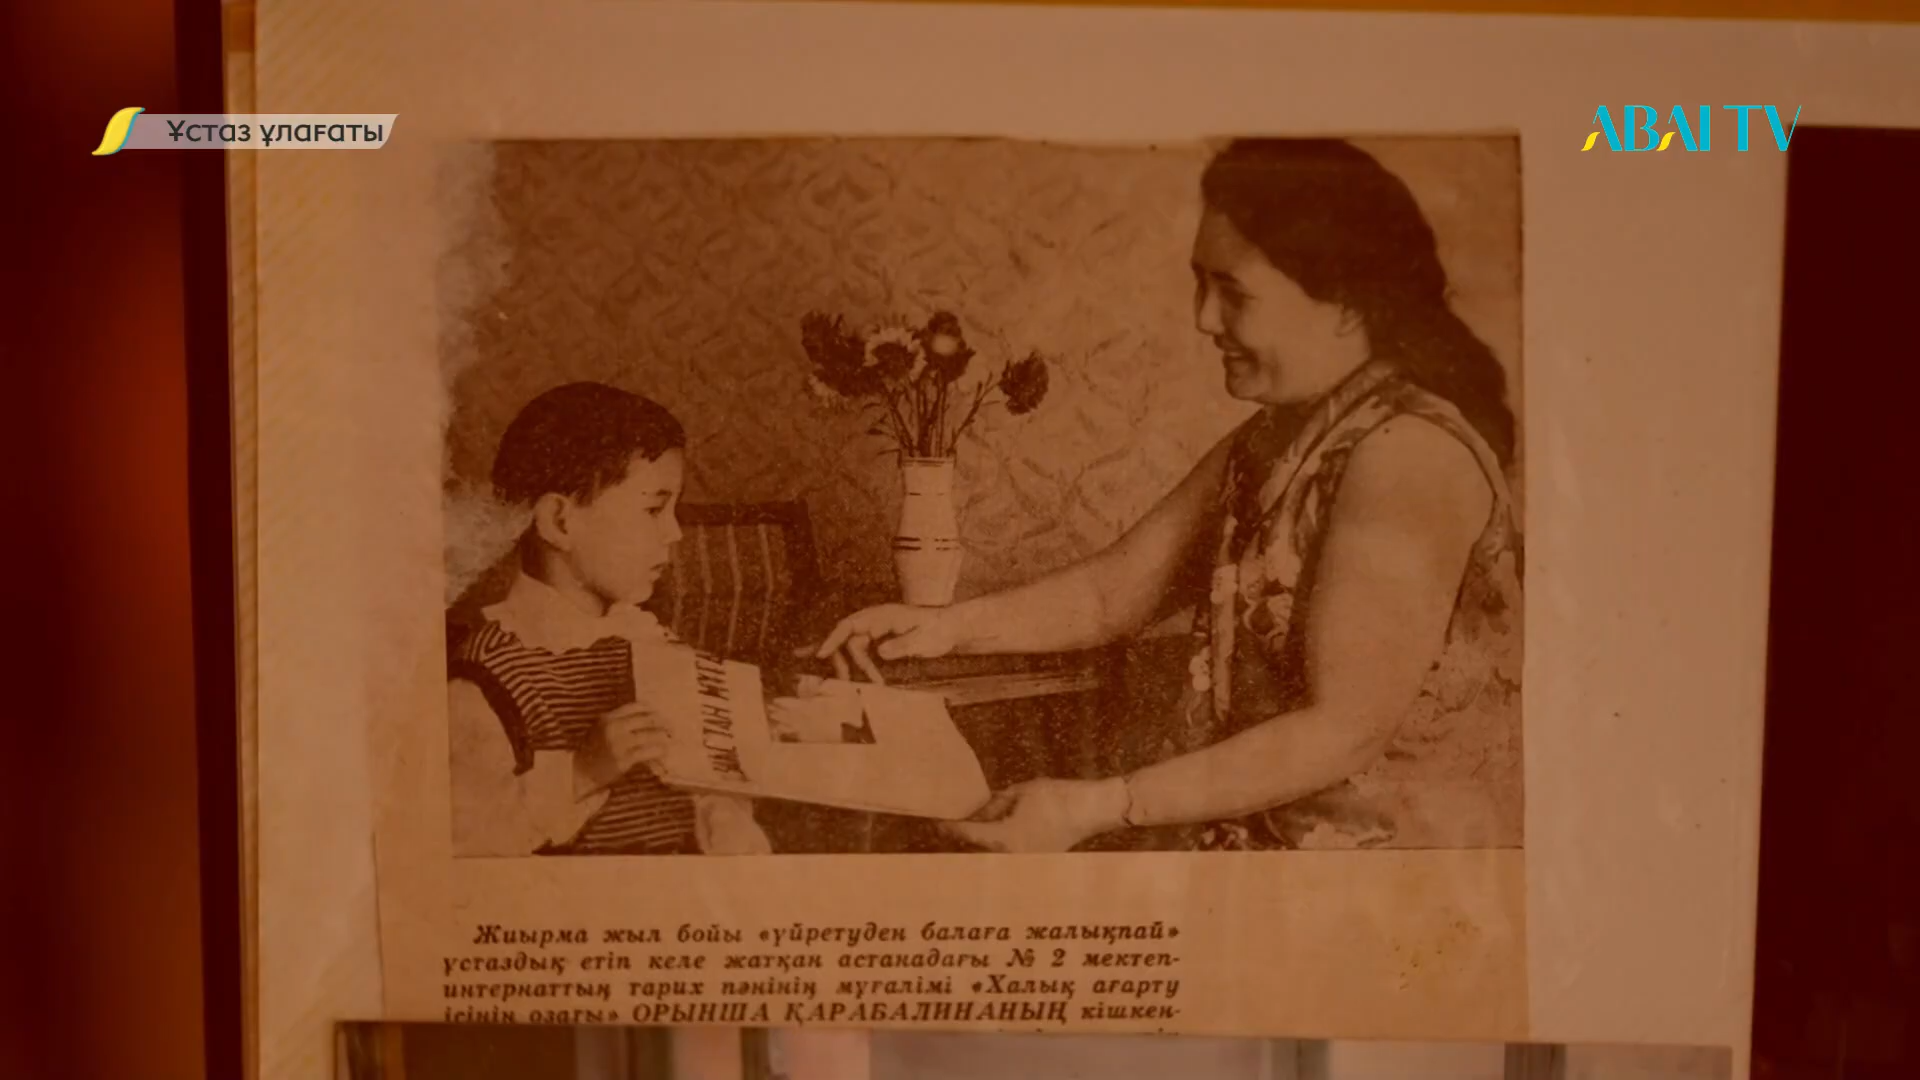 Ұстаз ұлағаты
ABAI TV
Жиырма жыл бойы «үйретуден балаға жалықпай»
ұстаздық етіп келе жатқан астанадағы № 2 мектеп-
интернаттың тарих пәнінің мұғалімі «Халық ағарту
ісінің озағы» ОРЫНША ҚАРАБАЛИНАНЫҢ кішкен-